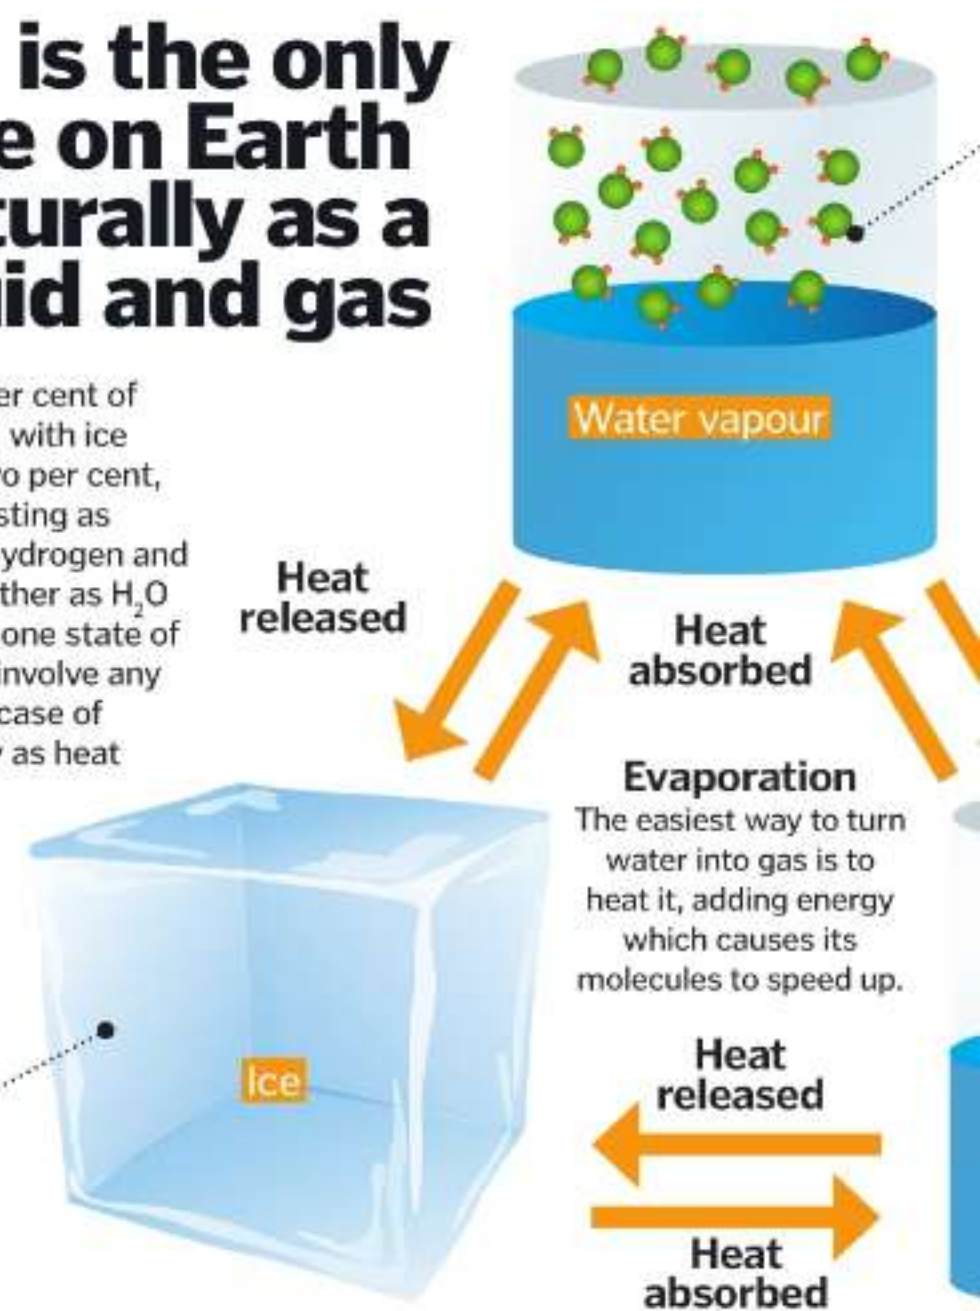 is the only
e on Earth
turally as a
uid and gas
er cent of
with ice
o per cent,
sting as
ydrogen and
ther as H₂O
one state of
involve any
case of
as heat
Water vapour
Heat
released
Heat
absorbed
Evaporation
The easiest way to turn
water into gas is to
heat it, adding energy
which causes its
molecules to speed up.
Ice
Heat
released
Heat
absorbed